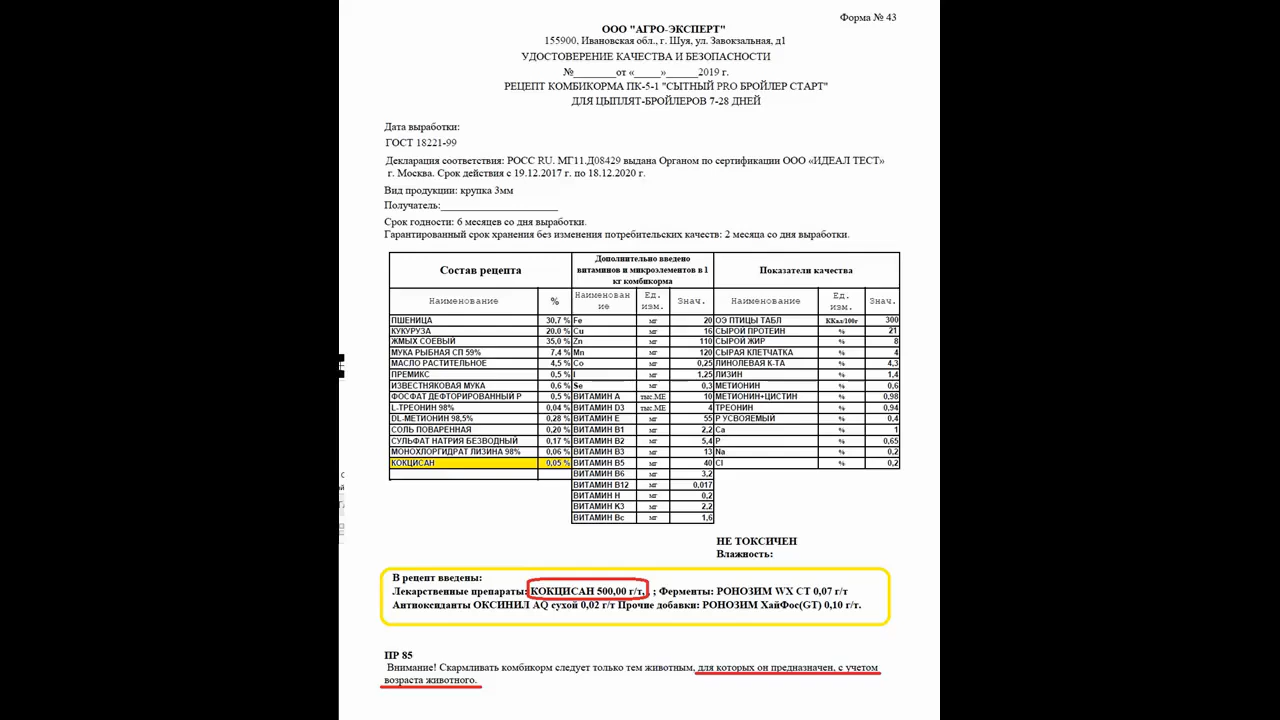 Форма № 43
ООО "АГРО-ЭКСПЕРТ"
155900, Ивановская обл., г. Шуя, ул. Завокзальная, д1
УДОСТОВЕРЕНИЕ КАЧЕСТВА И БЕЗОПАСНОСТИ
№________от «_____»______2019 г.
РЕЦЕПТ КОМБИКОРМА ПК-5-1 "СЫТНЫЙ PRO БРОЙЛЕР СТАРТ"
ДЛЯ ЦЫПЛЯТ-БРОЙЛЕРОВ 7-28 ДНЕЙ
Дата выработки:
ГОСТ 18221-99
Декларация соответствия: РОСС RU. МГ11.Д08429 выдана Органом по сертификации ООО «ИДЕАЛ ТЕСТ»
г. Москва. Срок действия с 19.12.2017 г. по 18.12.2020 г.
Вид продукции: крупка 3мм
Получатель:________________________
Срок годности: 6 месяцев со дня выработки.
Гарантированный срок хранения без изменения потребительских качеств: 2 месяца со дня выработки.
Состав рецепта Дополнительно введено витаминов и микроэлементов в 1 кг комбикорма Показатели качества
Наименование % Наименование Ед. изм. Знач. Наименование Ед. изм. Знач.
ПШЕНИЦА 30,7 % Fe мг 20 ОЭ ПТИЦЫ ТАБЛ ККал/100г 300
КУКУРУЗА 20,0 % Cu мг 16 СЫРОЙ ПРОТЕИН % 21
ЖМЫХ СОЕВЫЙ 35,0 % Zn мг 110 СЫРОЙ ЖИР % 8
МУКА РЫБНАЯ СП 59% 7,4 % Mn мг 120 СЫРАЯ КЛЕТЧАТКА % 4
МАСЛО РАСТИТЕЛЬНОЕ 4,5 % Co мг 0,25 ЛИНОЛЕВАЯ К-ТА % 4,3
ПРЕМИКС 0,5 % I мг 1,25 ЛИЗИН % 1,4
ИЗВЕСТНЯКОВАЯ МУКА 0,6 % Se мг 0,3 МЕТИОНИН % 0,6
ФОСФАТ ДЕФТОРИРОВАННЫЙ Р 0,5 % ВИТАМИН А тыс.МЕ 10 МЕТИОНИН+ЦИСТИН % 0,98
L-ТРЕОНИН 98% 0,04 % ВИТАМИН D3 тыс.МЕ 4 ТРЕОНИН % 0,94
DL-МЕТИОНИН 98,5% 0,28 % ВИТАМИН Е мг 55 Р УСВОЯЕМЫЙ % 0,4
СОЛЬ ПОВАРЕННАЯ 0,20 % ВИТАМИН В1 мг 2,2 Ca % 1
СУЛЬФАТ НАТРИЯ БЕЗВОДНЫЙ 0,17 % ВИТАМИН В2 мг 5,4 P % 0,65
МОНОХЛОРГИДРАТ ЛИЗИНА 98% 0,06 % ВИТАМИН В3 мг 13 Na % 0,2
КОКЦИСАН 0,05 % ВИТАМИН В5 мг 40 Cl % 0,2
ВИТАМИН В6 мг 3,2
ВИТАМИН В12 мг 0,017
ВИТАМИН Н мг 0,2
ВИТАМИН К3 мг 2,2
ВИТАМИН Вс мг 1,6
НЕ ТОКСИЧЕН
Влажность:
В рецепт введены:
Лекарственные препараты: КОКЦИСАН 500,00 г/т, ; Ферменты: РОНОЗИМ WX CT 0,07 г/т
Антиоксиданты ОКСИНИЛ AQ сухой 0,02 г/т Прочие добавки: РОНОЗИМ ХайФос(GT) 0,10 г/т.
ПР 85
Внимание! Скармливать комбикорм следует только тем животным, для которых он предназначен, с учетом
возраста животного.